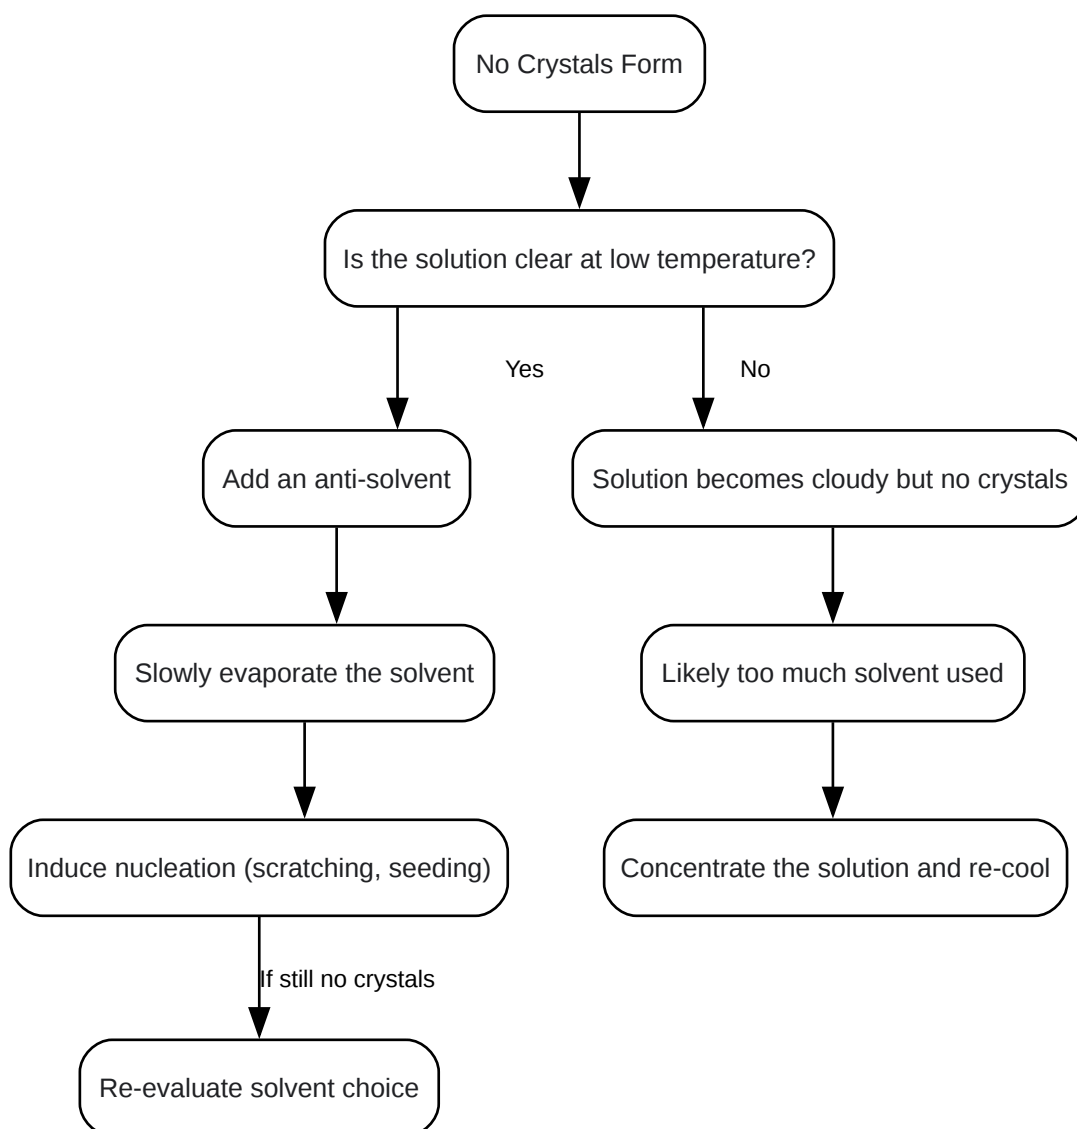 No Crystals Form
Is the solution clear at low temperature?
Yes
No
Add an anti-solvent
Solution becomes cloudy but no crystals
Slowly evaporate the solvent
Likely too much solvent used
Induce nucleation (scratching, seeding)
Concentrate the solution and re-cool
If still no crystals
Re-evaluate solvent choice